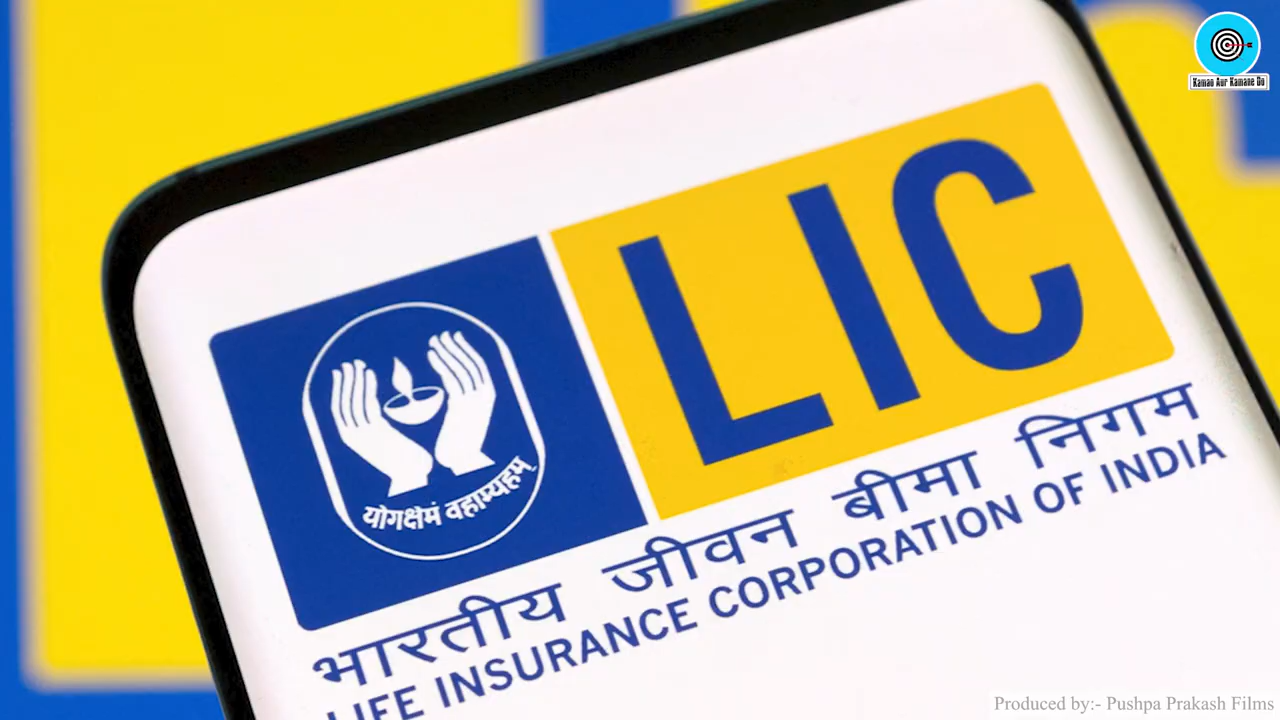 Kamao Aur Kamane Do
LIC
योगक्षेमं वहाम्यहम्
भारतीय जीवन बीमा निगम
LIFE INSURANCE CORPORATION OF INDIA
Produced by:- Pushpa Prakash Films